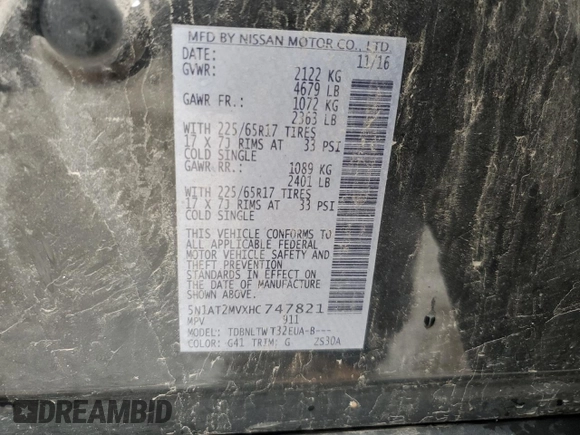 MFD BY NISSAN MOTOR CO., LTD.
DATE: 11/16
GVWR: 2122 KG
4679 LB
GAWR FR.: 1072 KG
2363 LB
WITH 225/65R17 TIRES
17 X 7J RIMS AT 33 PSI
COLD SINGLE
GAWR RR.: 1089 KG
2401 LB
WITH 225/65R17 TIRES
17 X 7J RIMS AT 33 PSI
COLD SINGLE
THIS VEHICLE CONFORMS TO
ALL APPLICABLE FEDERAL
MOTOR VEHICLE SAFETY AND
THEFT PREVENTION
STANDARDS IN EFFECT ON
THE DATE OF MANUFACTURE
SHOWN ABOVE.
5N1AT2MVXHC747821
MPV 911
MODEL: TDBNLTW T32EUA-B---
COLOR: G41 TRIM: G 2S30A
DREAMBID